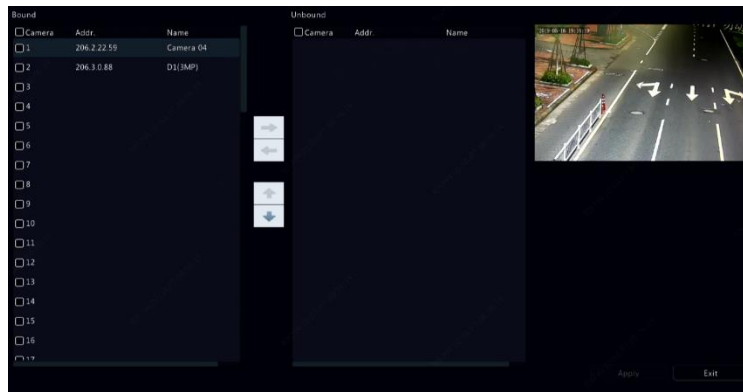 Bound
Unbound
Camera Addr. Name
Camera Addr. Name
1 206.2.22.59 Camera 04
2 206.3.0.88 D1(3MP)
3
4
5
6
7
8
9
10
11
12
13
14
15
16
17
Apply Exit